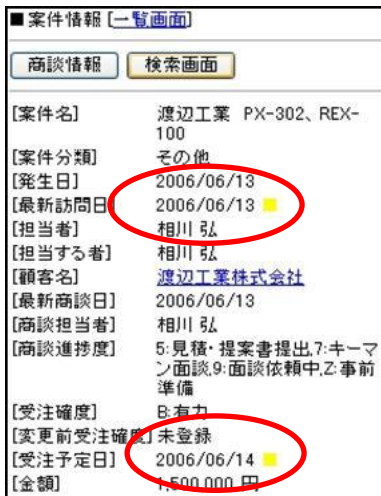 ■案件情報[一覧画面]
商談情報 検索画面
[案件名] 渡辺工業 PX-302、REX-
100
[案件分類] その他
[発生日] 2006/06/13
[最新訪問日] 2006/06/13
[担当者] 相川 弘
[担当する者] 相川 弘
[顧客名] 渡辺工業株式会社
[最新商談日] 2006/06/13
[商談担当者] 相川 弘
[商談進捗度] 5:見積・提案書提出,7:キーマ
ン面談,9:面談依頼中,Z:事前
準備
[受注確度] B:有力
[変更前受注確度] 未登録
[受注予定日] 2006/06/14
[金額] 1,500,000 円